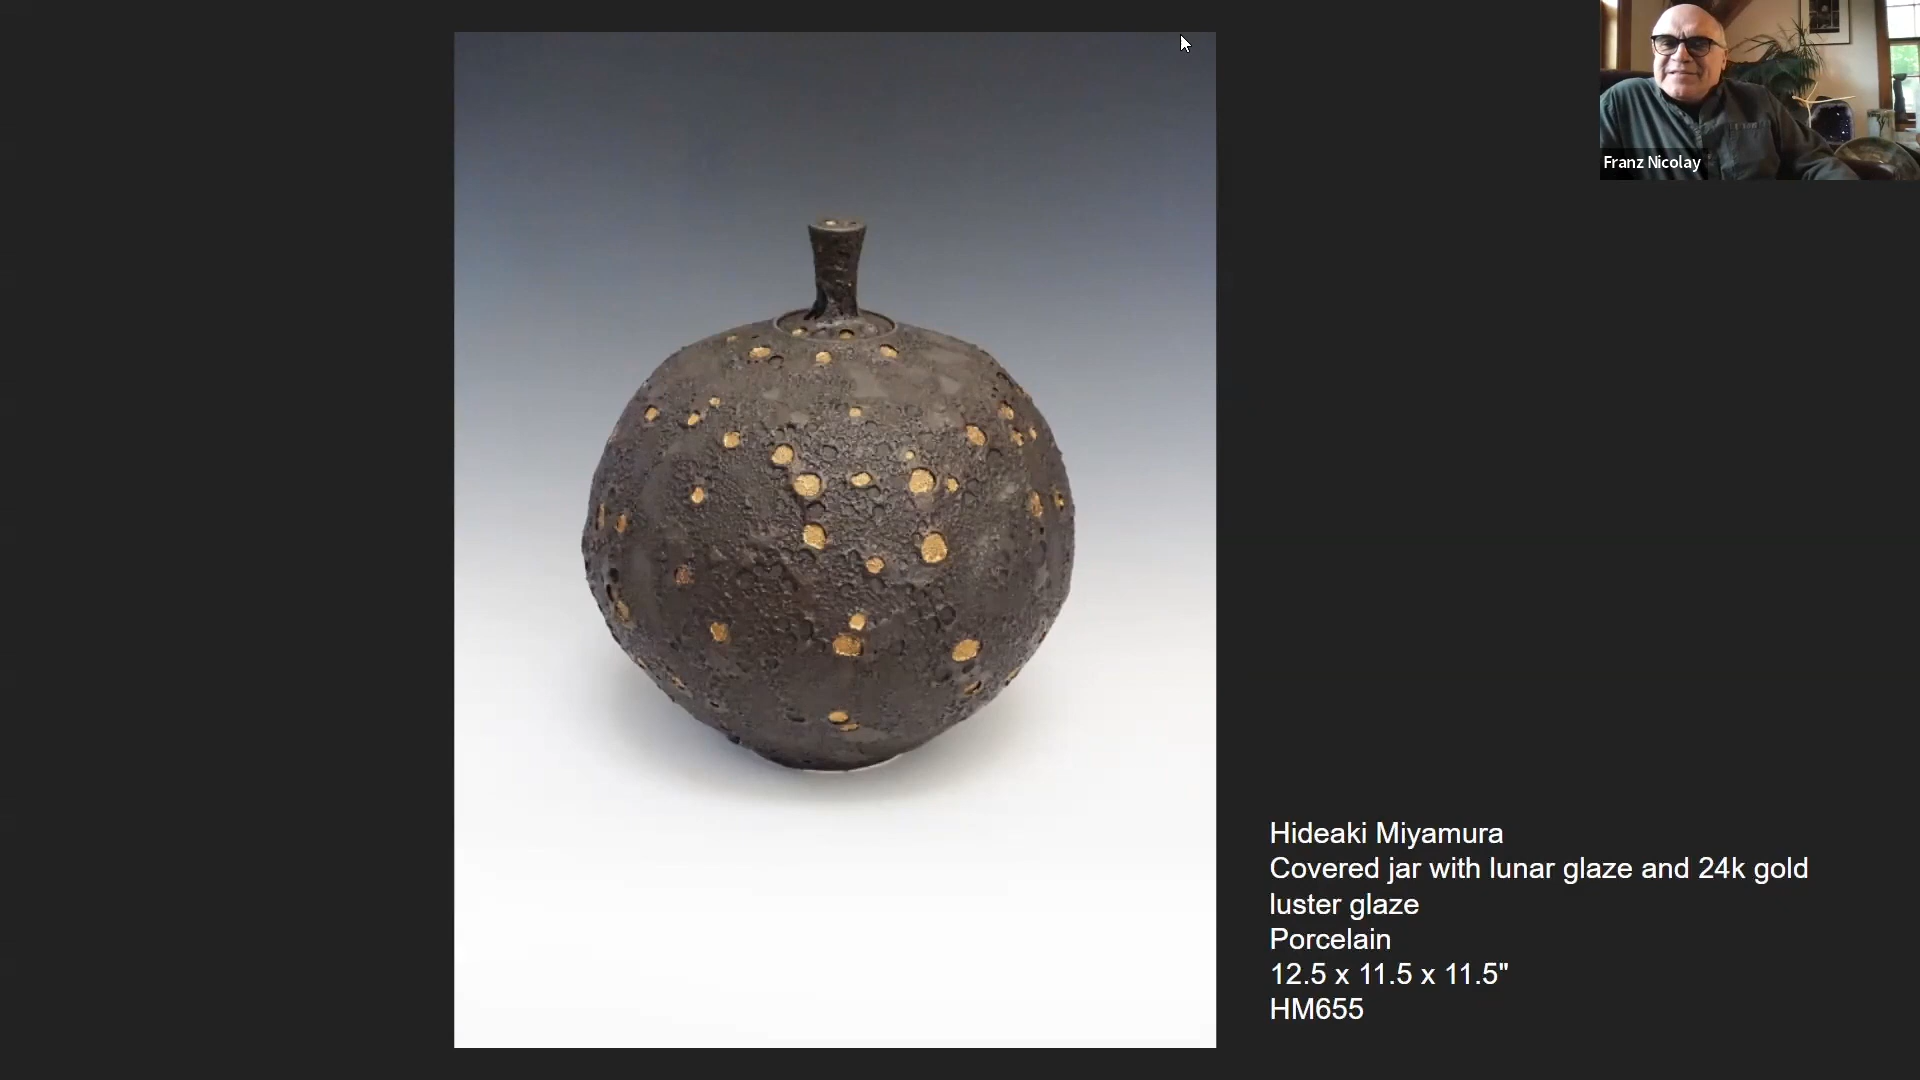 Franz Nicolay
Hideaki Miyamura
Covered jar with lunar glaze and 24k gold
luster glaze
Porcelain
12.5 x 11.5 x 11.5"
HM655